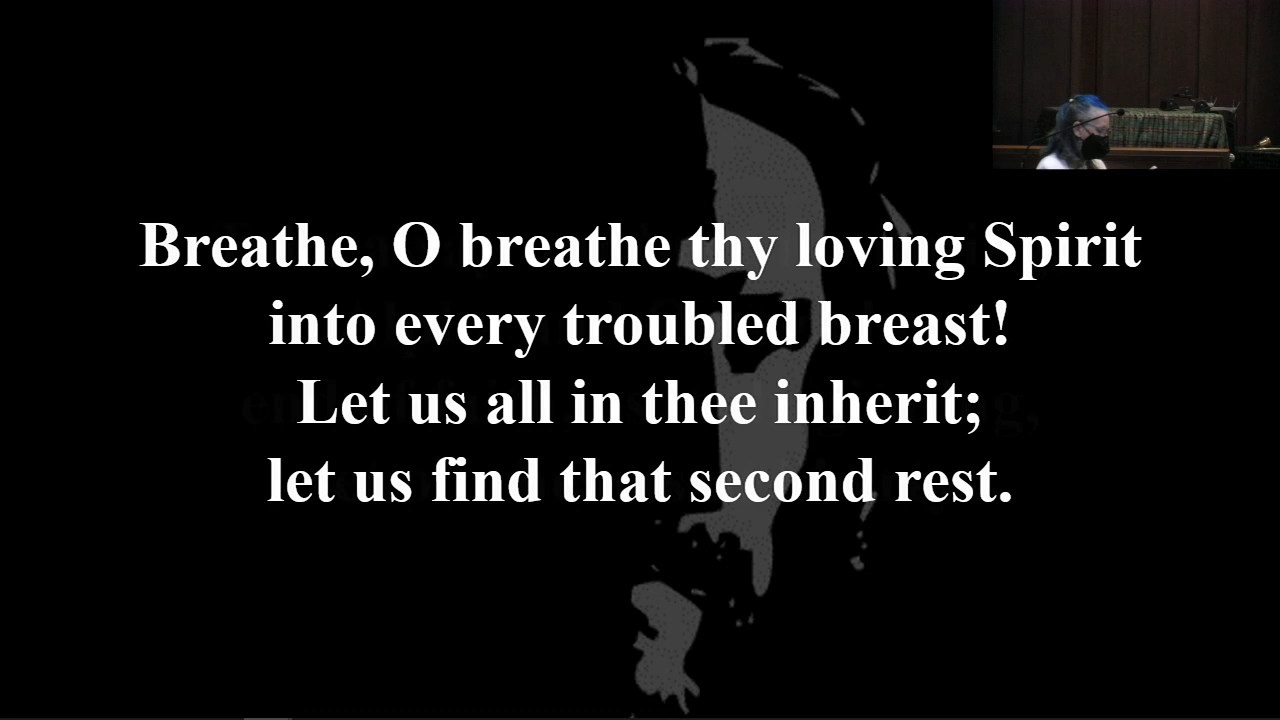 Breathe, O breathe thy loving Spirit
into every troubled breast!
Let us all in thee inherit;
let us find that second rest.